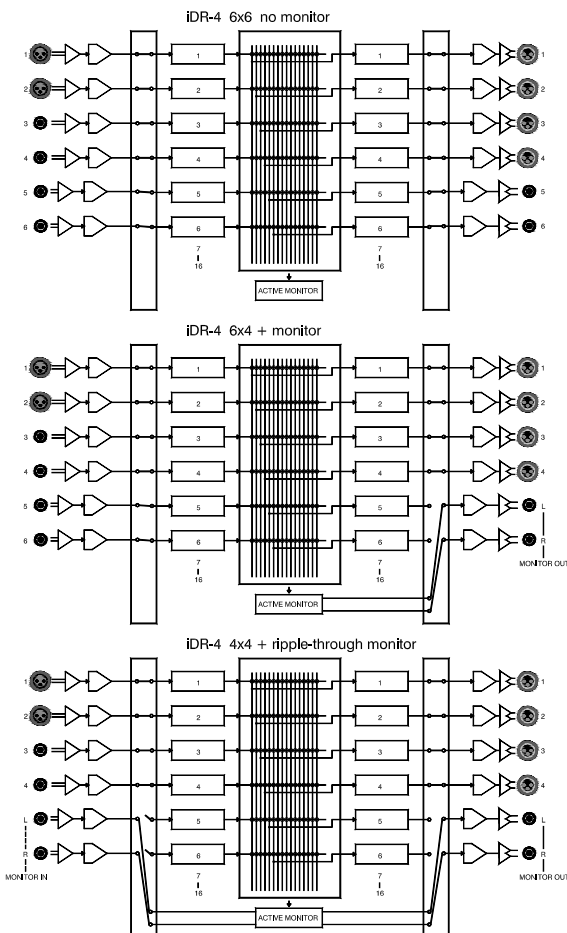 iDR-4 6x6 no monitor
1 1 1 1
2 2 2 2
3 3 3 3
4 4 4 4
5 5 5 5
6 6 6 6
7 7
16 16
ACTIVE MONITOR
iDR-4 6x4 + monitor
1 1 1 1
2 2 2 2
3 3 3 3
4 4 4 4
5 5 5 L
6 6 6 R
7 7 MONITOR OUT
16 16
ACTIVE MONITOR
iDR-4 4x4 + ripple-through monitor
1 1 1 1
2 2 2 2
3 3 3 3
4 4 4 4
L 5 5 L
R 6 6 R
MONITOR IN 7 7 MONITOR OUT
16 16
ACTIVE MONITOR